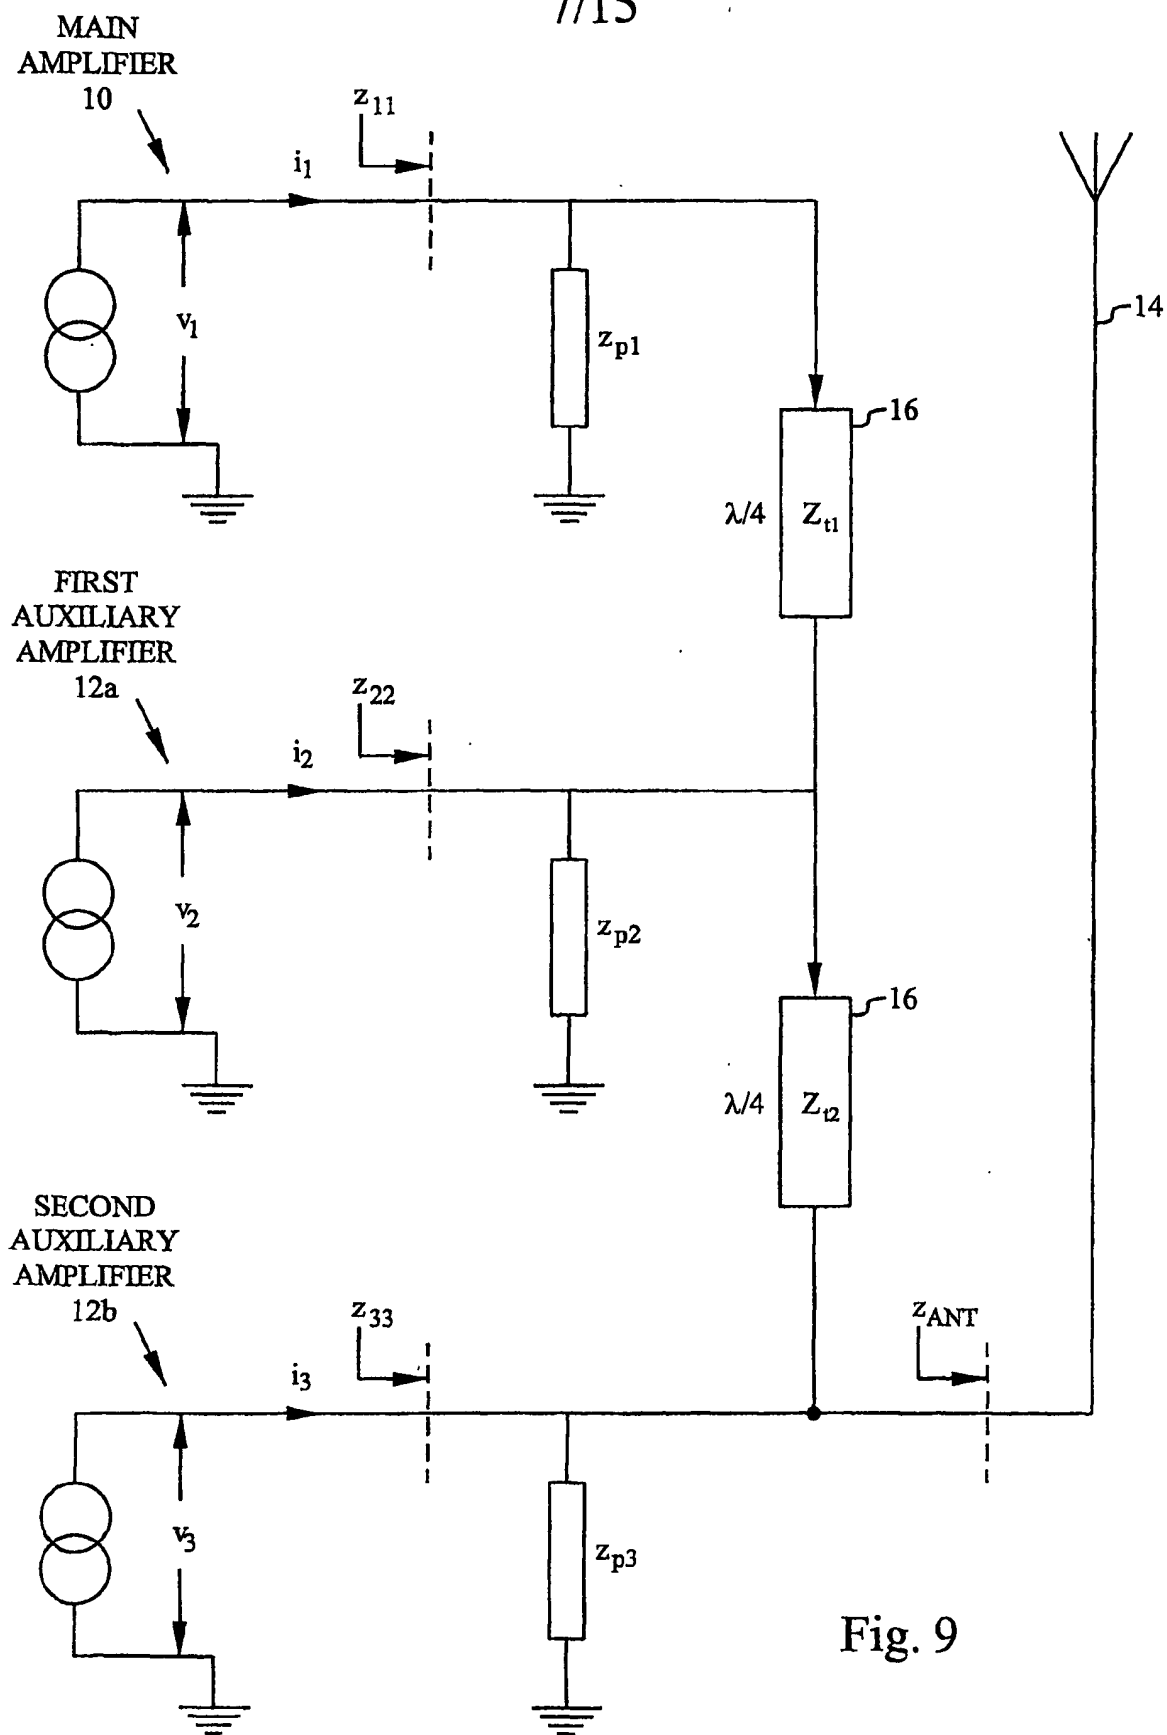 7/15
MAIN
AMPLIFIER
10
z11
i1
v1
zp1
14
16
λ/4
Zt1
FIRST
AUXILIARY
AMPLIFIER
12a
z22
i2
v2
zp2
16
λ/4
Zt2
SECOND
AUXILIARY
AMPLIFIER
12b
z33
zANT
i3
v3
zp3
Fig. 9